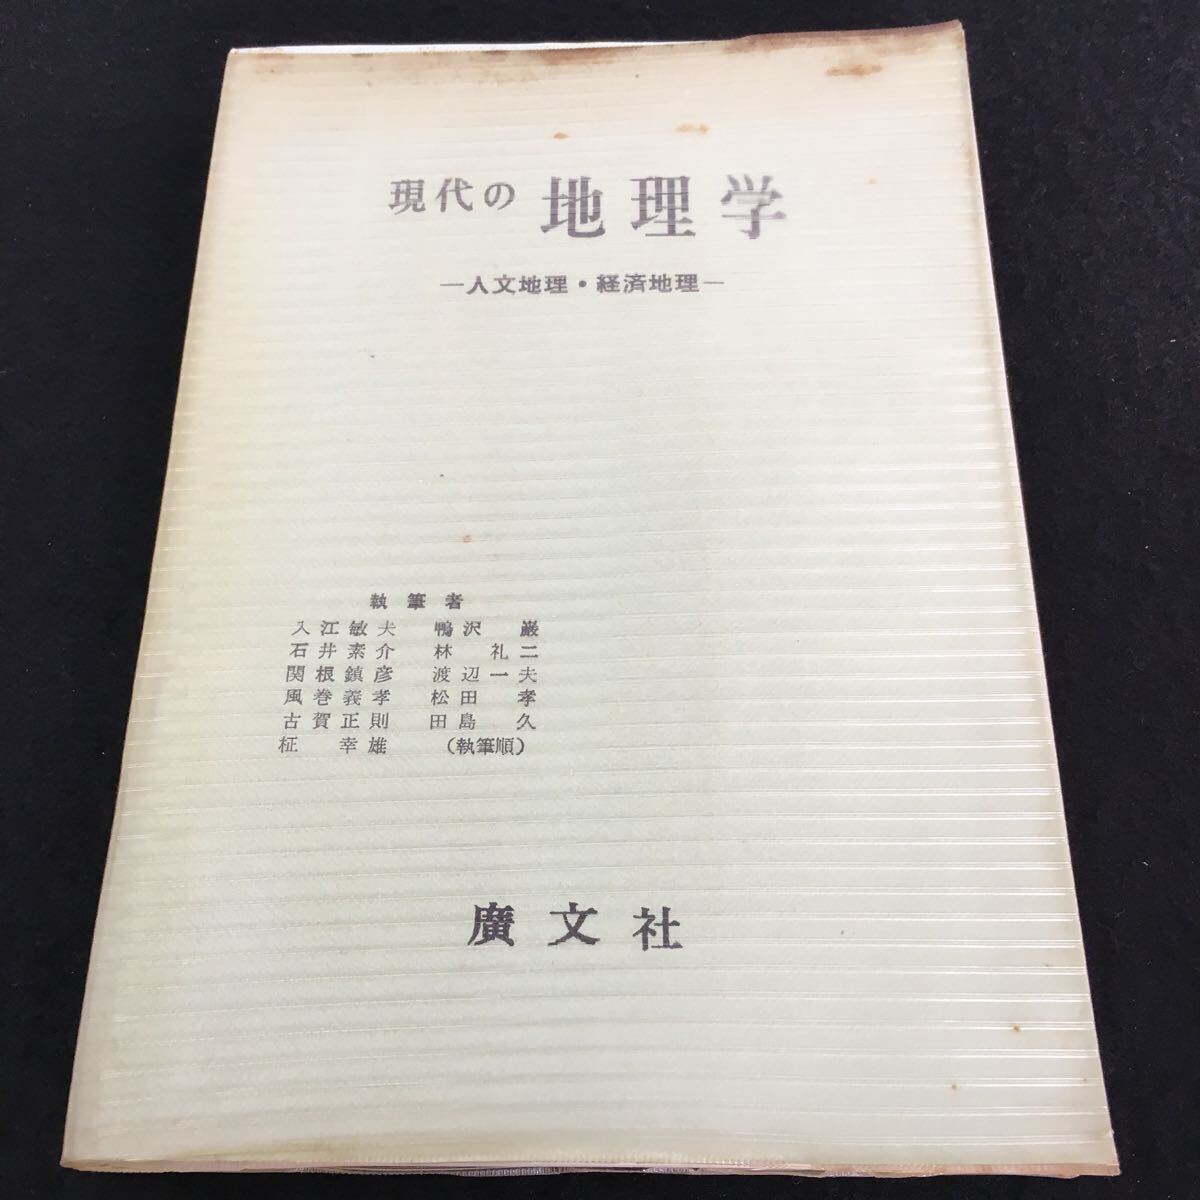 現代の 地理学
―人文地理・経済地理―
執筆者
入江敏夫 鴨沢 巖
石井素介 林 礼二
関根鎮彦 渡辺一夫
風巻義孝 松田 孝
古賀正則 田島 久
柾 幸雄 (執筆順)
廣文社